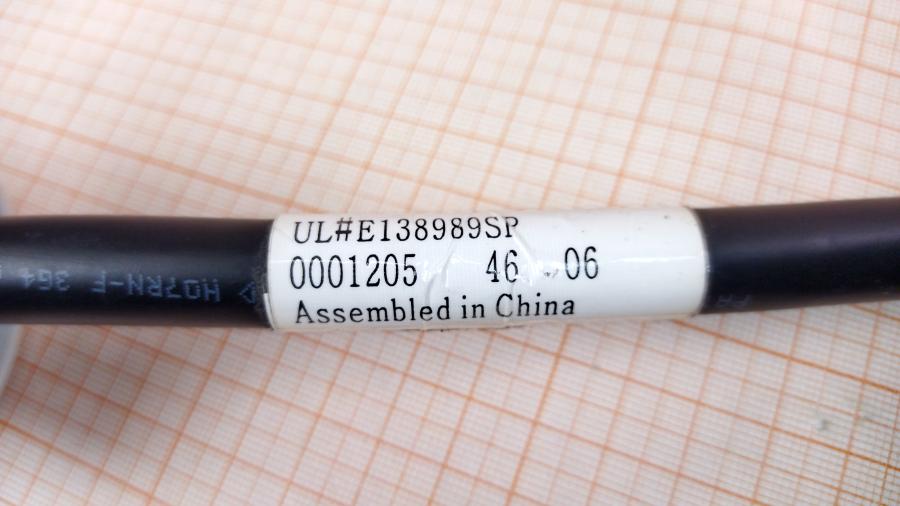 UL#E138989SP
0001205 46 06
Assembled in China
H07RN-F 3G4